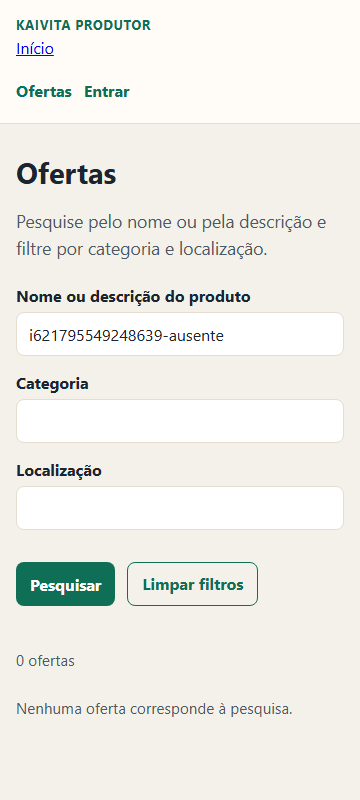 KAIVITA PRODUTOR
Início
Ofertas Entrar
Ofertas
Pesquise pelo nome ou pela descrição e
filtre por categoria e localização.
Nome ou descrição do produto
i621795549248639-ausente
Categoria
Localização
Pesquisar Limpar filtros
0 ofertas
Nenhuma oferta corresponde à pesquisa.